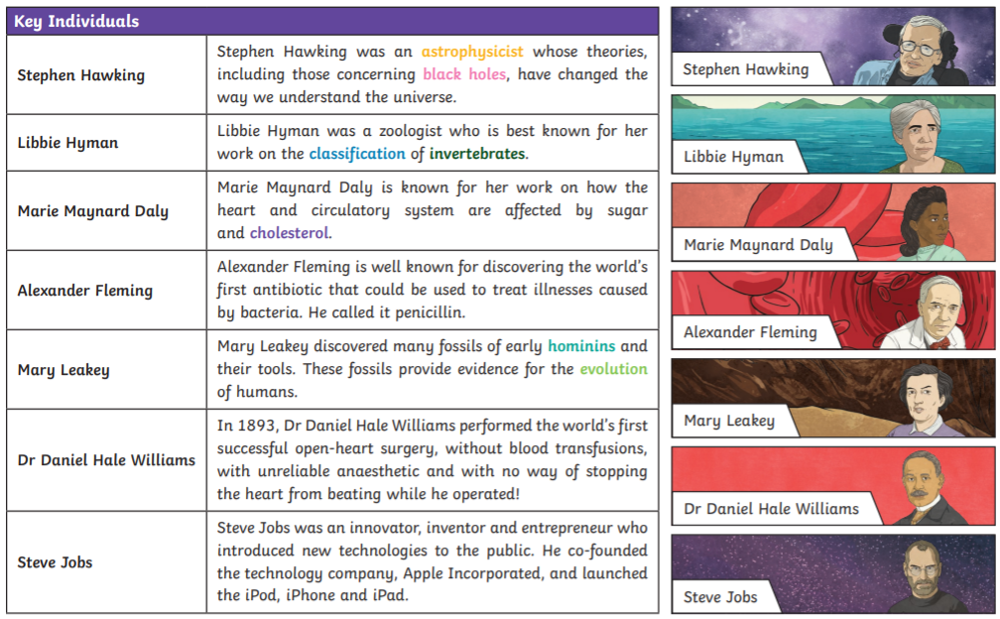 Key Individuals
Stephen Hawking
Stephen Hawking was an astrophysicist whose theories,
including those concerning black holes, have changed the
way we understand the universe.
Libbie Hyman
Libbie Hyman was a zoologist who is best known for her
work on the classification of invertebrates.
Marie Maynard Daly
Marie Maynard Daly is known for her work on how the
heart and circulatory system are affected by sugar
and cholesterol.
Alexander Fleming
Alexander Fleming is well known for discovering the world's
first antibiotic that could be used to treat illnesses caused
by bacteria. He called it penicillin.
Mary Leakey
Mary Leakey discovered many fossils of early hominins and
their tools. These fossils provide evidence for the evolution
of humans.
Dr Daniel Hale Williams
In 1893, Dr Daniel Hale Williams performed the world's first
successful open-heart surgery, without blood transfusions,
with unreliable anaesthetic and with no way of stopping
the heart from beating while he operated!
Steve Jobs
Steve Jobs was an innovator, inventor and entrepreneur who
introduced new technologies to the public. He co-founded
the technology company, Apple Incorporated, and launched
the iPod, iPhone and iPad.
Stephen Hawking
Libbie Hyman
Marie Maynard Daly
Alexander Fleming
Mary Leakey
Dr Daniel Hale Williams
Steve Jobs